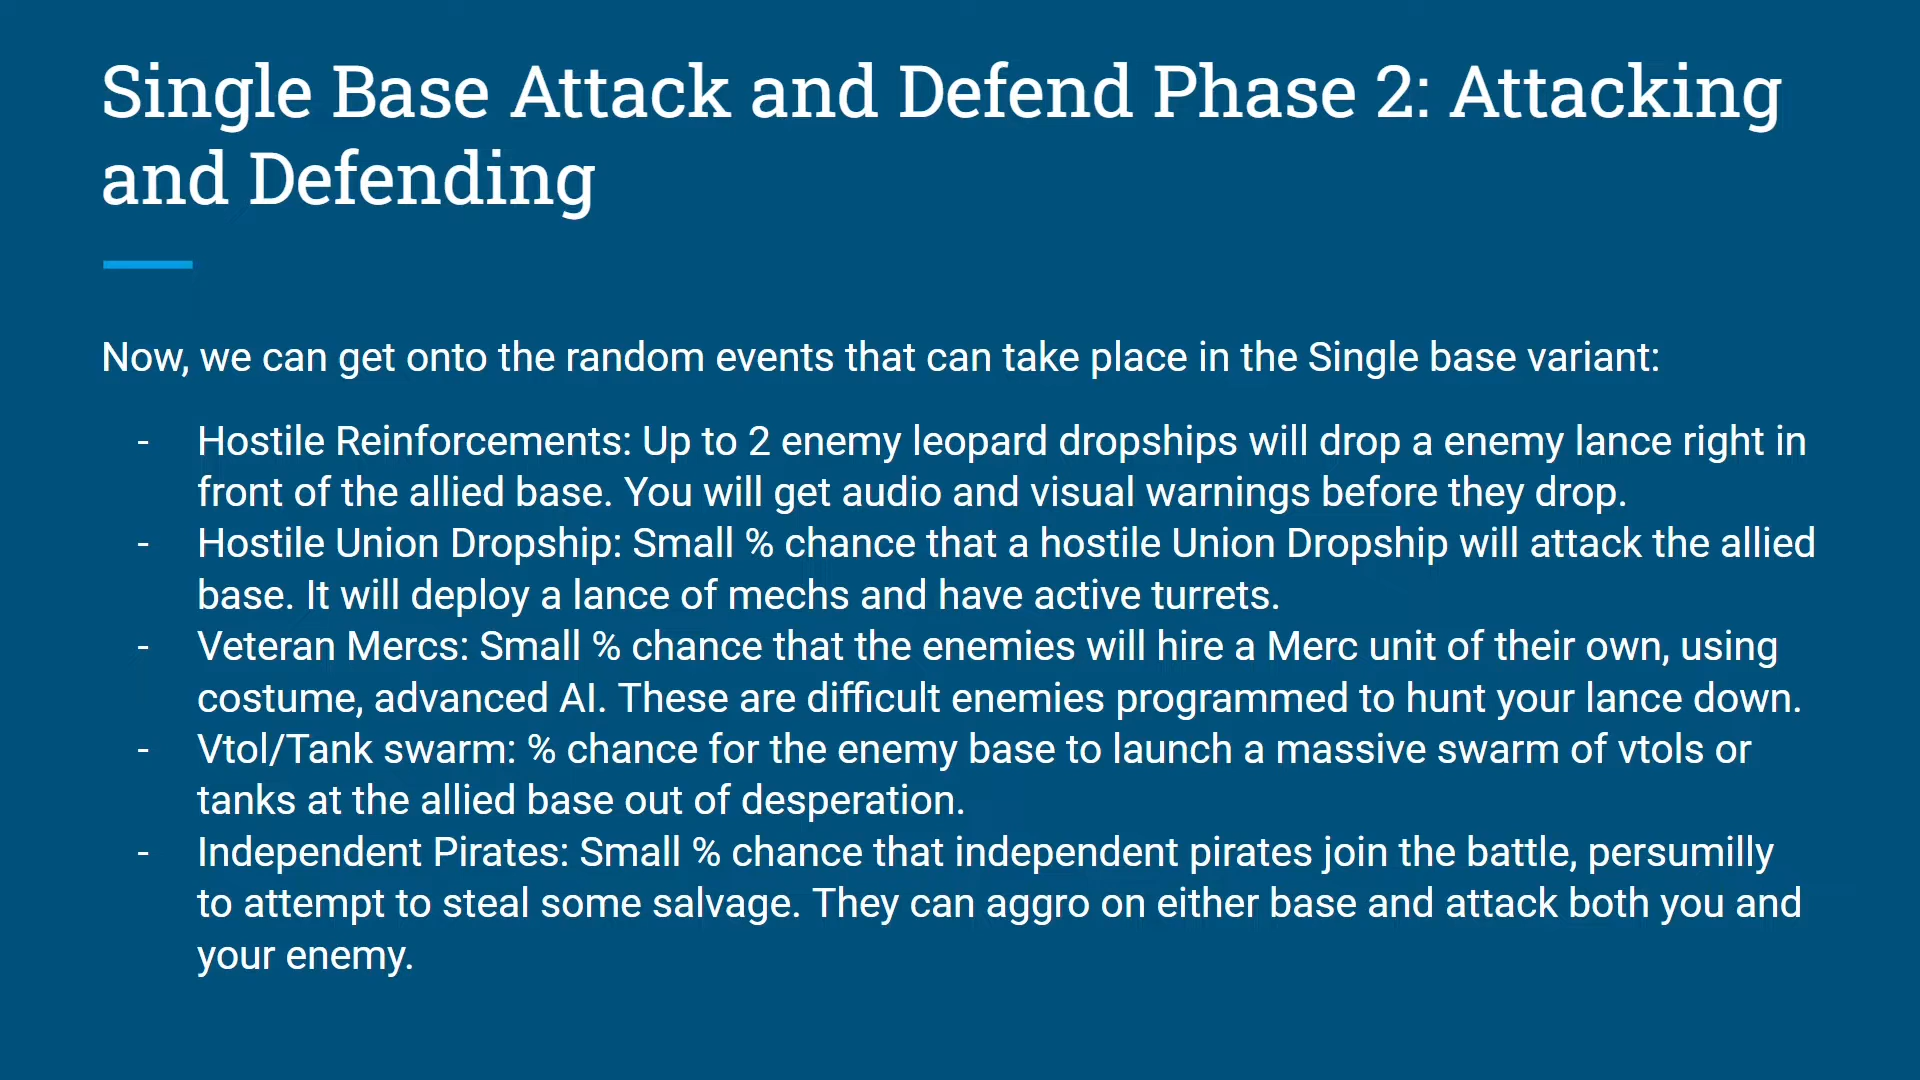 Single Base Attack and Defend Phase 2: Attacking
and Defending
Now, we can get onto the random events that can take place in the Single base variant:
- Hostile Reinforcements: Up to 2 enemy leopard dropships will drop a enemy lance right in
front of the allied base. You will get audio and visual warnings before they drop.
- Hostile Union Dropship: Small % chance that a hostile Union Dropship will attack the allied
base. It will deploy a lance of mechs and have active turrets.
- Veteran Mercs: Small % chance that the enemies will hire a Merc unit of their own, using
costume, advanced AI. These are difficult enemies programmed to hunt your lance down.
- Vtol/Tank swarm: % chance for the enemy base to launch a massive swarm of vtols or
tanks at the allied base out of desperation.
- Independent Pirates: Small % chance that independent pirates join the battle, persumilly
to attempt to steal some salvage. They can aggro on either base and attack both you and
your enemy.